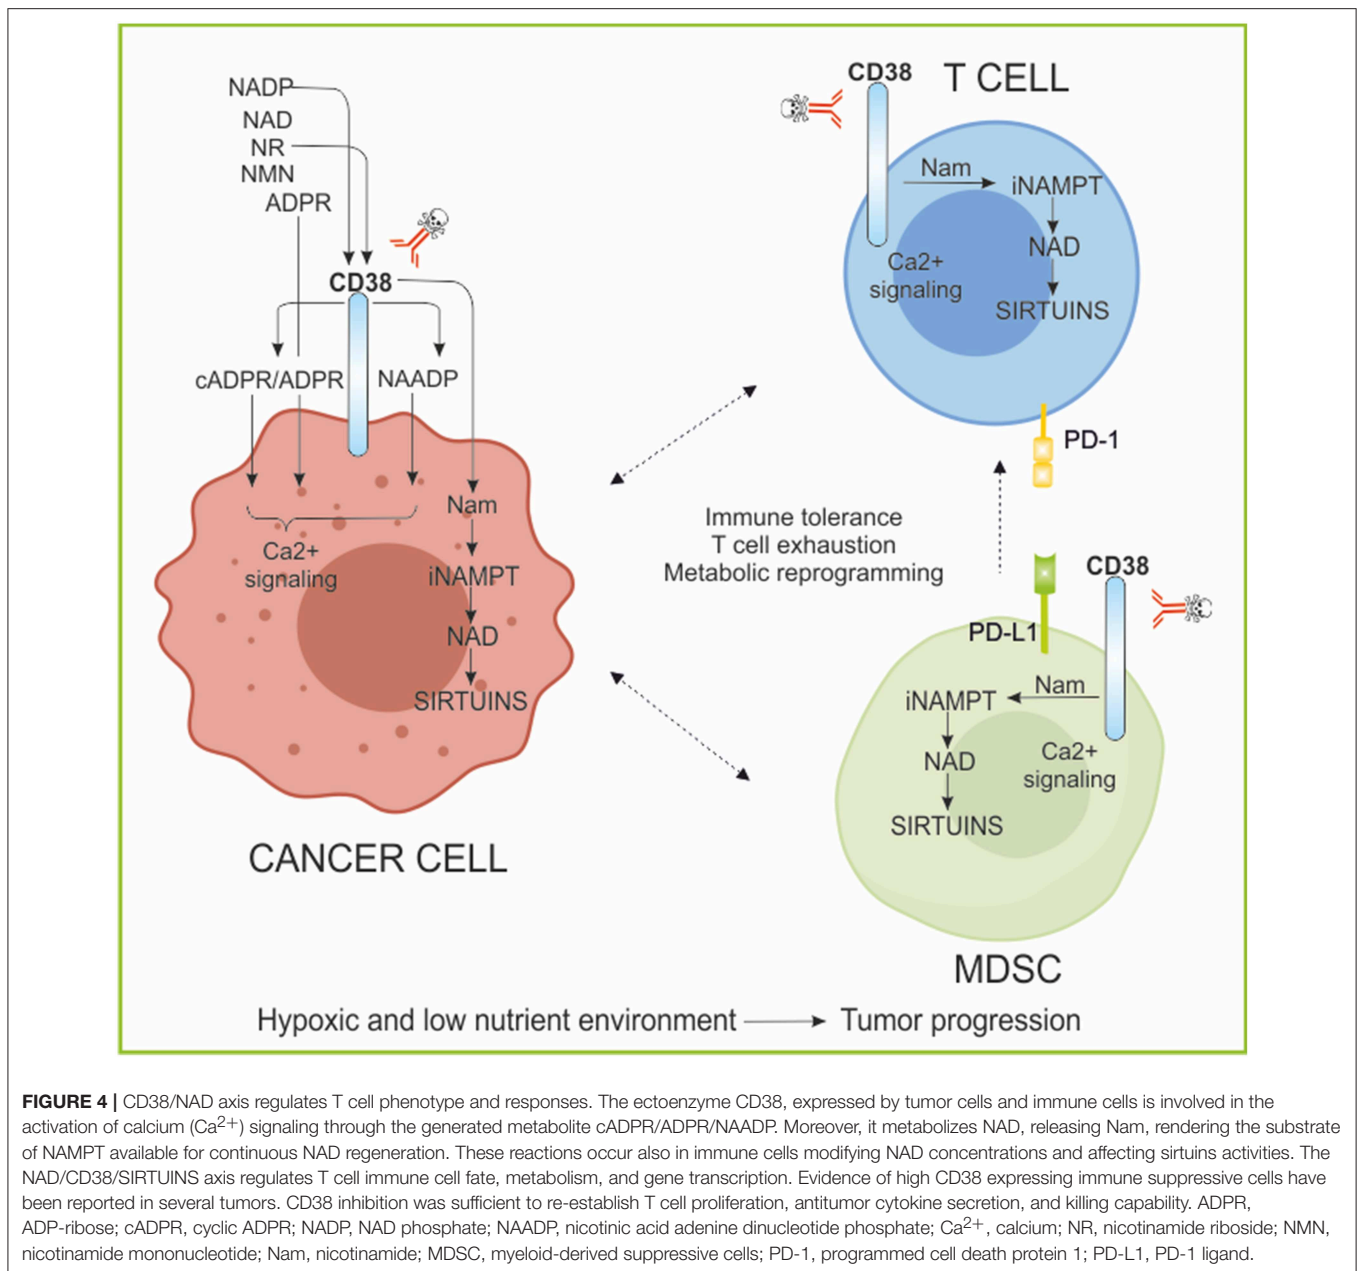 NADP
NAD
NR
NMN
ADPR
CD38
cADPR/ADPR
NAADP
Ca2+
signaling
Nam
iNAMPT
NAD
SIRTUINS
CANCER CELL
CD38
T CELL
Nam
iNAMPT
NAD
SIRTUINS
Ca2+
signaling
PD-1
Immune tolerance
T cell exhaustion
Metabolic reprogramming
CD38
PD-L1
Nam
iNAMPT
NAD
SIRTUINS
Ca2+
signaling
MDSC
Hypoxic and low nutrient environment
Tumor progression
FIGURE 4 | CD38/NAD axis regulates T cell phenotype and responses. The ectoenzyme CD38, expressed by tumor cells and immune cells is involved in the
activation of calcium (Ca2+) signaling through the generated metabolite cADPR/ADPR/NAADP. Moreover, it metabolizes NAD, releasing Nam, rendering the substrate
of NAMPT available for continuous NAD regeneration. These reactions occur also in immune cells modifying NAD concentrations and affecting sirtuins activities. The
NAD/CD38/SIRTUINS axis regulates T cell immune cell fate, metabolism, and gene transcription. Evidence of high CD38 expressing immune suppressive cells have
been reported in several tumors. CD38 inhibition was sufficient to re-establish T cell proliferation, antitumor cytokine secretion, and killing capability. ADPR,
ADP-ribose; cADPR, cyclic ADPR; NADP, NAD phosphate; NAADP, nicotinic acid adenine dinucleotide phosphate; Ca2+, calcium; NR, nicotinamide riboside; NMN,
nicotinamide mononucleotide; Nam, nicotinamide; MDSC, myeloid-derived suppressive cells; PD-1, programmed cell death protein 1; PD-L1, PD-1 ligand.